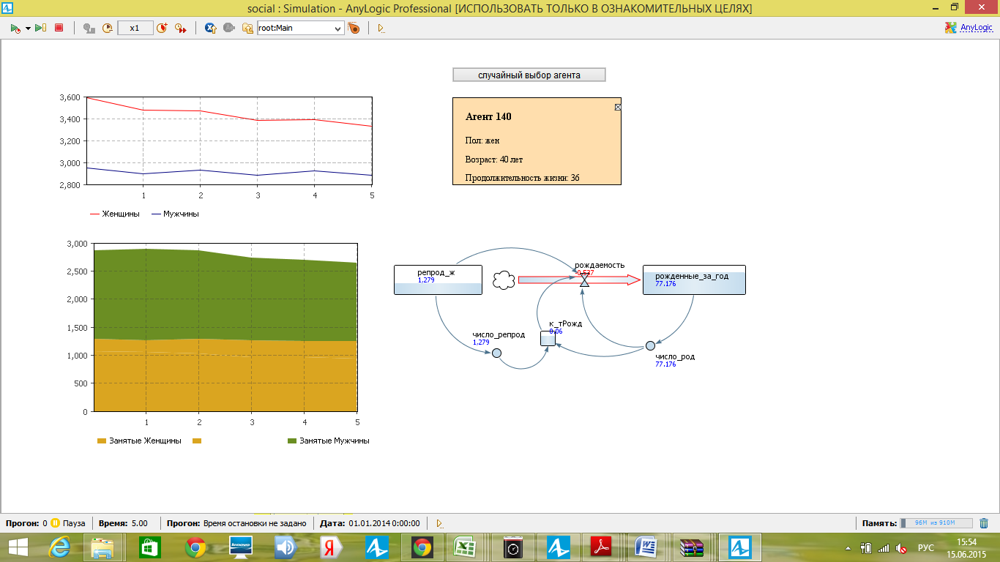 social : Simulation - AnyLogic Professional [ИСПОЛЬЗОВАТЬ ТОЛЬКО В ОЗНАКОМИТЕЛЬНЫХ ЦЕЛЯХ]
x1
root:Main
AnyLogic
случайный выбор агента
3,600
3,400
3,200
3,000
2,800
1 2 3 4 5
Женщины Мужчины
Агент 140
Пол: жен
Возраст: 40 лет
Продолжительность жизни: 36
3,000
2,500
2,000
1,500
1,000
500
0
1 2 3 4 5
Занятые Женщины Занятые Мужчины
репрод_ж
1,279
рождаемость
-0.537
рожденные_за_год
77.176
к_тРожд
0.06
число_репрод
1,279
число_род
77.176
Прогон: 0 Пауза Время: 5.00 Прогон: Время остановки не задано Дата: 01.01.2014 0:00:00 Память: 96M из 910M
lenovo
Я
РУС
15:54
15.06.2015